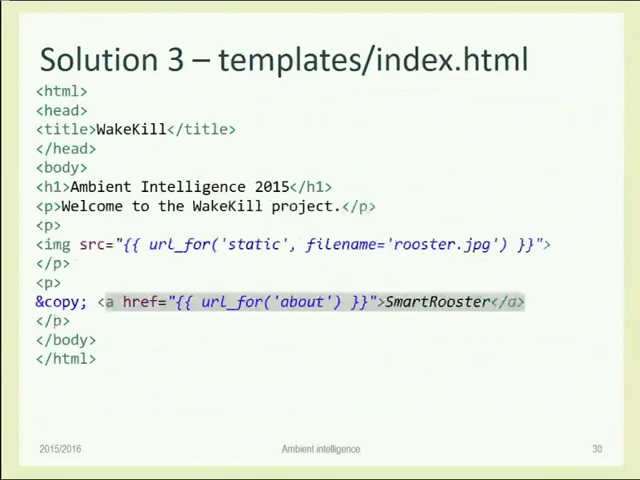 Solution 3 – templates/index.html
<html>
<head>
<title>WakeKill</title>
</head>
<body>
<h1>Ambient Intelligence 2015</h1>
<p>Welcome to the WakeKill project.</p>
<p>
<img src="{{ url_for('static', filename='rooster.jpg') }}">
</p>
<p>
&copy; <a href="{{ url_for('about') }}">SmartRooster</a>
</p>
</body>
</html>
2015/2016
Ambient intelligence
30